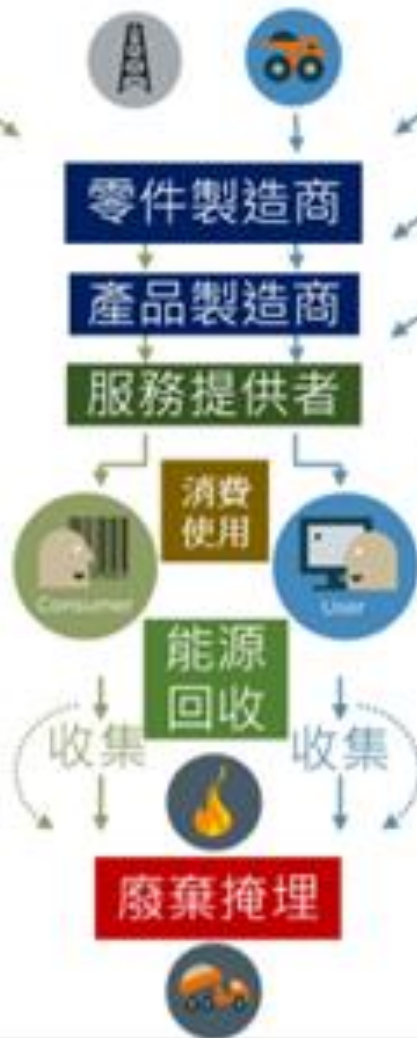 零件製造商
產品製造商
服務提供者
消費
使用
Consumer
User
能源
回收
收集
收集
廢棄掩埋